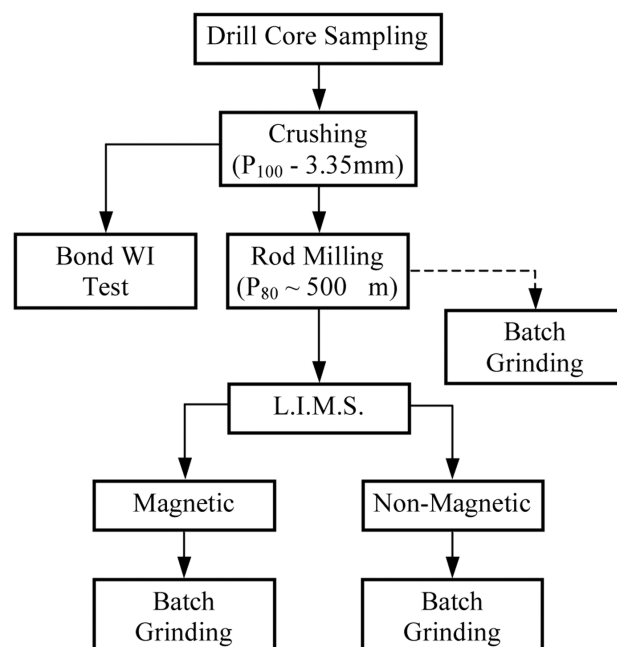 Drill Core Sampling
Crushing
(P₁₀₀ - 3.35mm)
Bond WI
Test
Rod Milling
(P₈₀ ~ 500 m)
Batch
Grinding
L.I.M.S.
Magnetic
Non-Magnetic
Batch
Grinding
Batch
Grinding